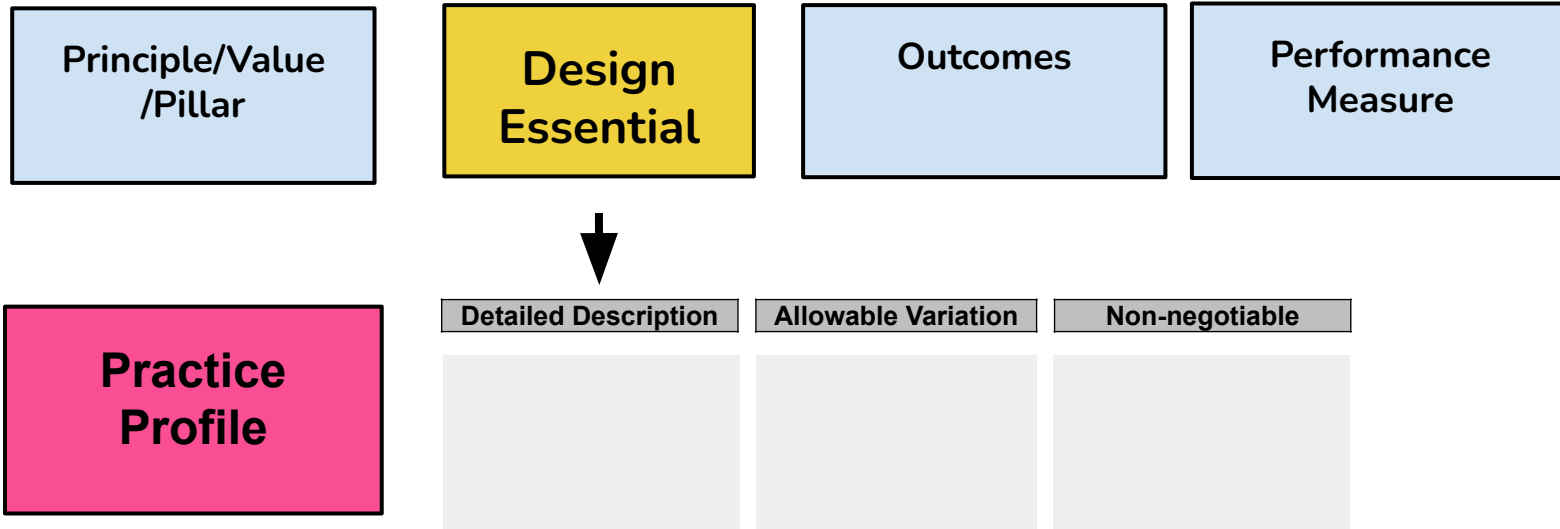 Principle/Value
/Pillar
Design
Essential
Outcomes
Performance
Measure
Detailed Description
Allowable Variation
Non-negotiable
Practice
Profile